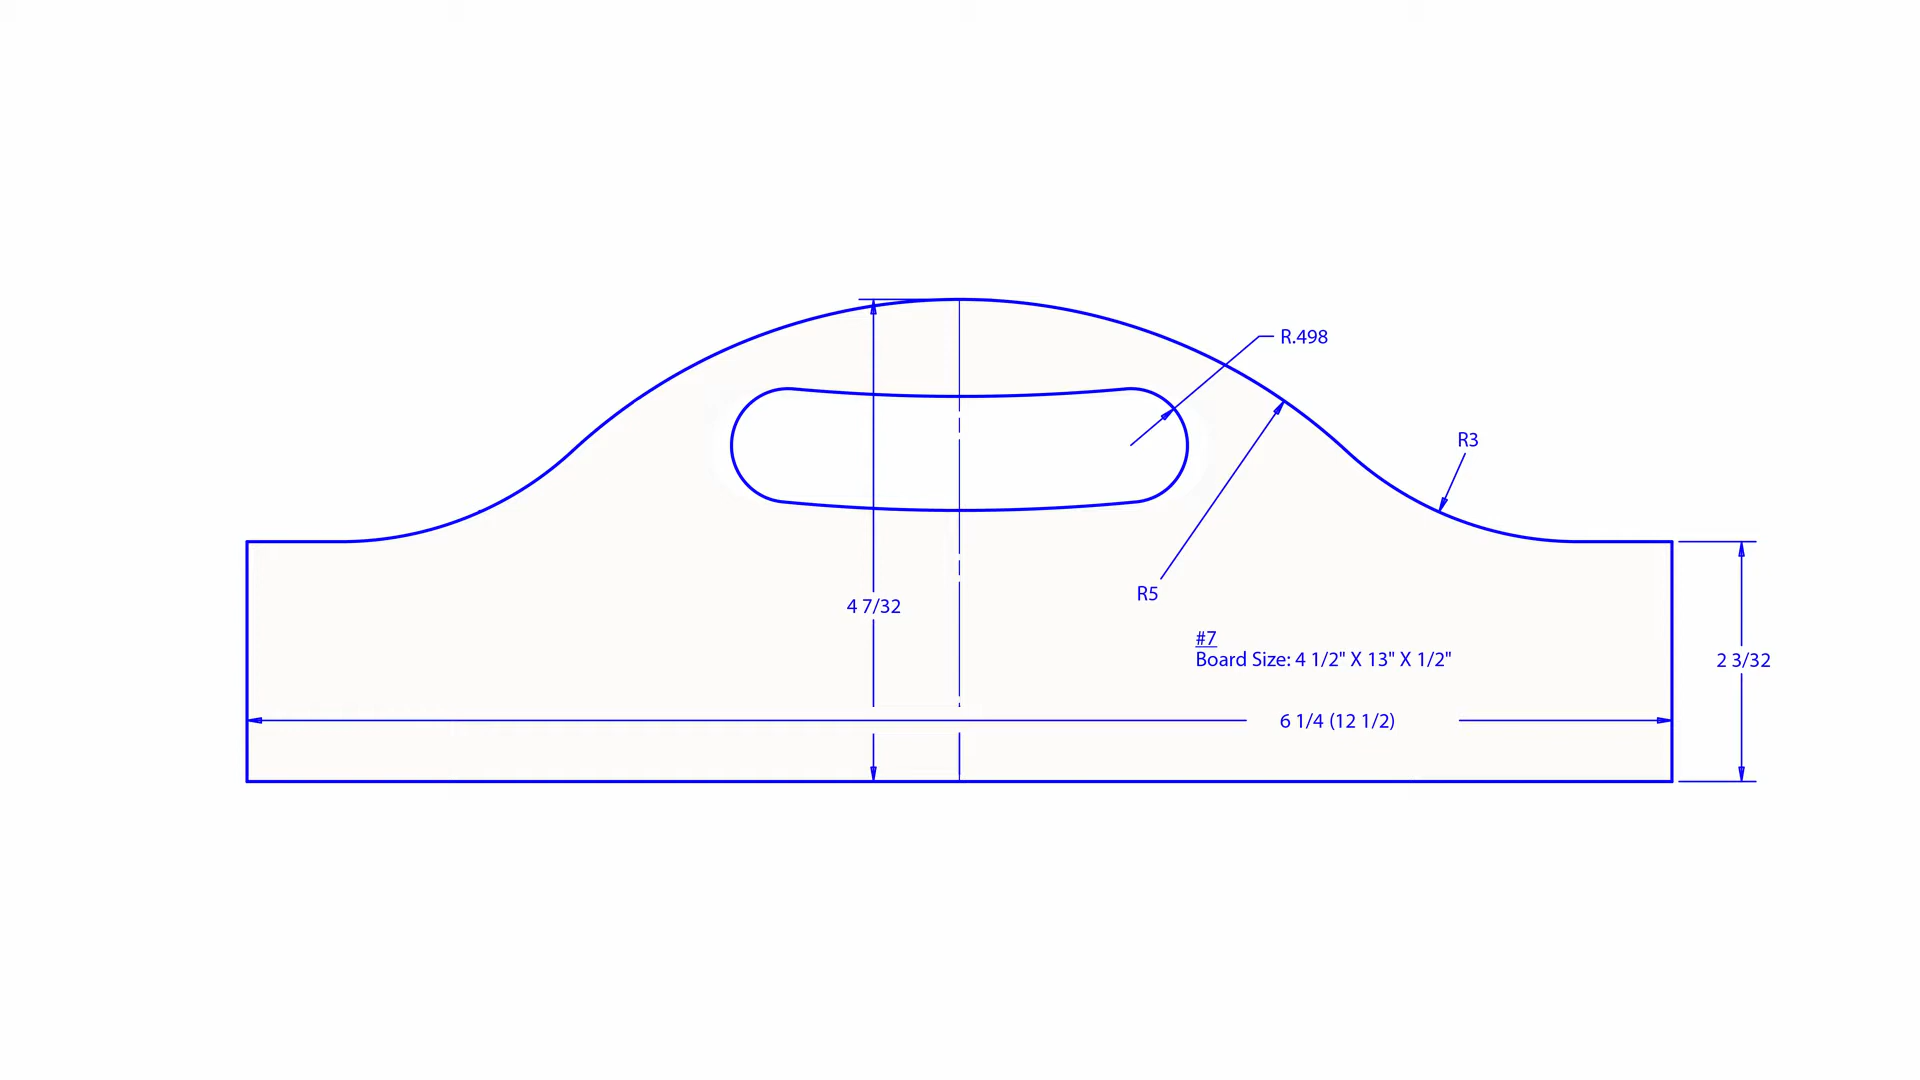 R.498
R3
R5
4 7/32
#7
Board Size: 4 1/2" X 13" X 1/2"
2 3/32
6 1/4 (12 1/2)